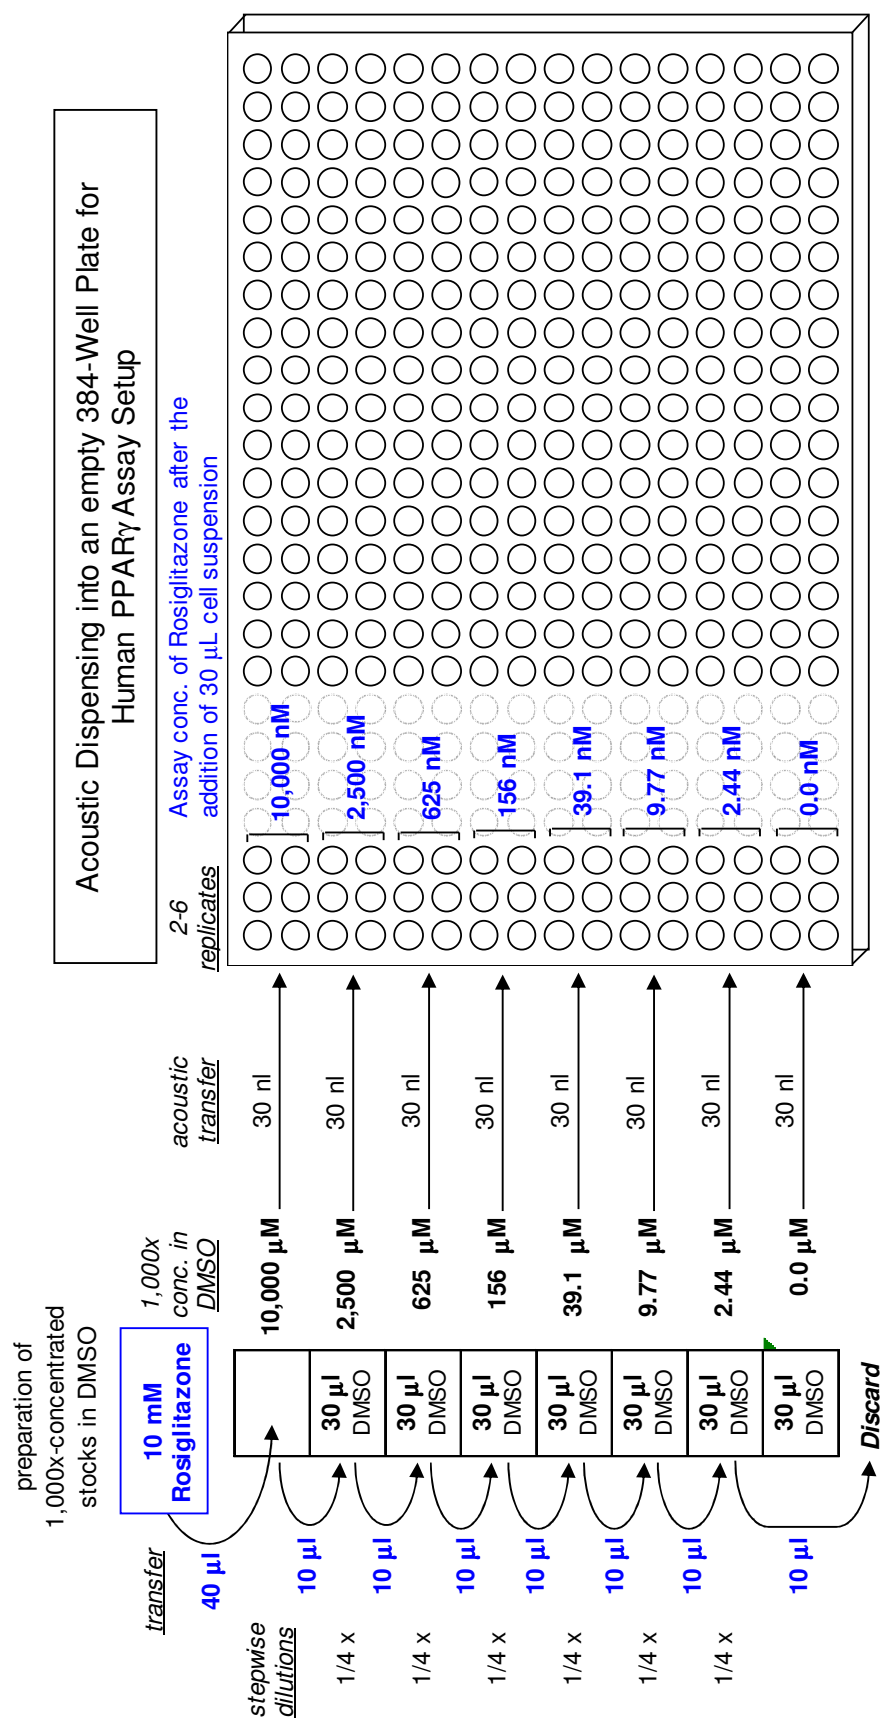 Acoustic Dispensing into an empty 384-Well Plate for
Human PPARγ Assay Setup
preparation of
1,000x-concentrated
stocks in DMSO
10 mM
Rosiglitazone
transfer
40 µl
1,000x
conc. in
DMSO
acoustic
transfer
2-6
replicates
Assay conc. of Rosiglitazone after the
addition of 30 µL cell suspension
stepwise
dilutions
10,000 µM
30 nl
10,000 nM
10 µl
1/4 x
30 µl
DMSO
2,500 µM
30 nl
2,500 nM
10 µl
1/4 x
30 µl
DMSO
625 µM
30 nl
625 nM
10 µl
1/4 x
30 µl
DMSO
156 µM
30 nl
156 nM
10 µl
1/4 x
30 µl
DMSO
39.1 µM
30 nl
39.1 nM
10 µl
1/4 x
30 µl
DMSO
9.77 µM
30 nl
9.77 nM
10 µl
1/4 x
30 µl
DMSO
2.44 µM
30 nl
2.44 nM
10 µl
30 µl
DMSO
0.0 µM
30 nl
0.0 nM
Discard